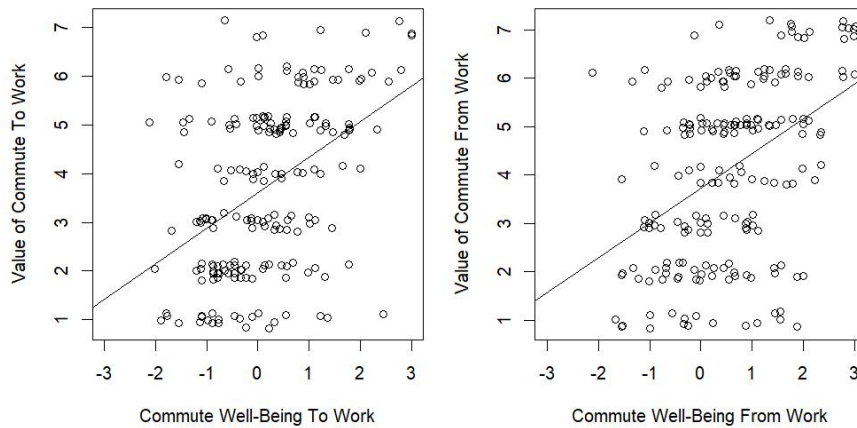 Value of Commute To Work
7
6
5
4
3
2
1
-3 -2 -1 0 1 2 3
Commute Well-Being To Work
Value of Commute From Work
7
6
5
4
3
2
1
-3 -2 -1 0 1 2 3
Commute Well-Being From Work